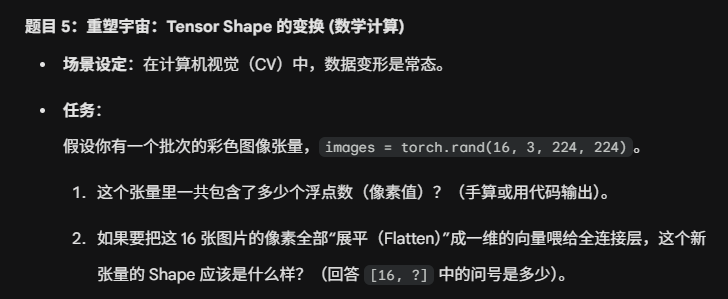 题目 5：重塑宇宙：Tensor Shape 的变换 (数学计算)
• 场景设定：在计算机视觉（CV）中，数据变形是常态。
• 任务：
假设你有一个批次的彩色图像张量，images = torch.rand(16, 3, 224, 224)。
1. 这个张量里一共包含了多少个浮点数（像素值）？（手算或用代码输出）。
2. 如果要把这 16 张图片的像素全部“展平（Flatten）”成一维的向量喂给全连接层，这个新
张量的 Shape 应该是什么样？（回答 [16, ?] 中的问号是多少）。